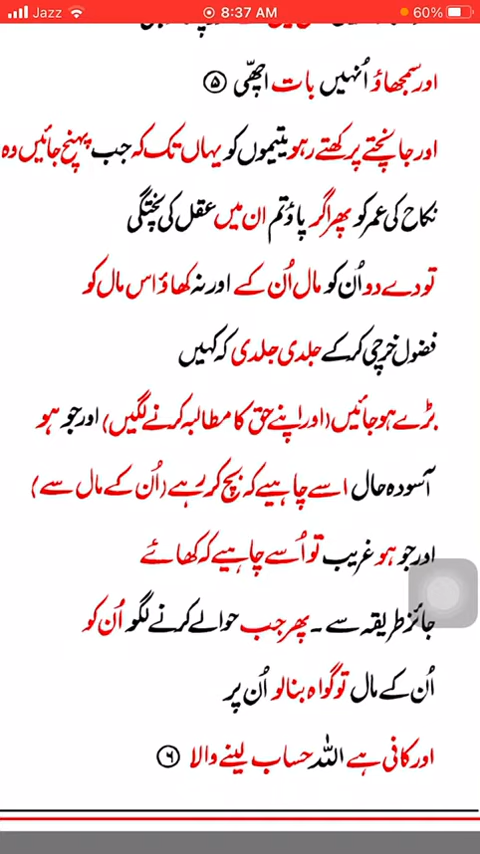 Jazz 8:37 AM 60%
اور سمجھاؤ اُنہیں بات اچھّی ۵
اور جانچتے پرکھتے رہو یتیموں کو یہاں تک کہ جب پہنچ جائیں وہ
نکاح کی عمر کو پھر اگر پاؤ تم ان میں عقل کی پختگی
تو دے دو اُن کو مال اُن کے اور نہ کھاؤ اس مال کو
فضول خرچی کر کے جلدی جلدی کہ کہیں
بڑے ہو جائیں (اور اپنے حق کا مطالبہ کرنے لگیں) اور جو ہو
آسودہ حال اسے چاہیے کہ بچ کر رہے (اُن کے مال سے)
اور جو ہو غریب تو اُسے چاہیے کہ کھائے
جائز طریقہ سے ۔ پھر جب حوالے کرنے لگو اُن کو
اُن کے مال تو گواہ بنا لو اُن پر
اور کافی ہے اللہ حساب لینے والا ۶